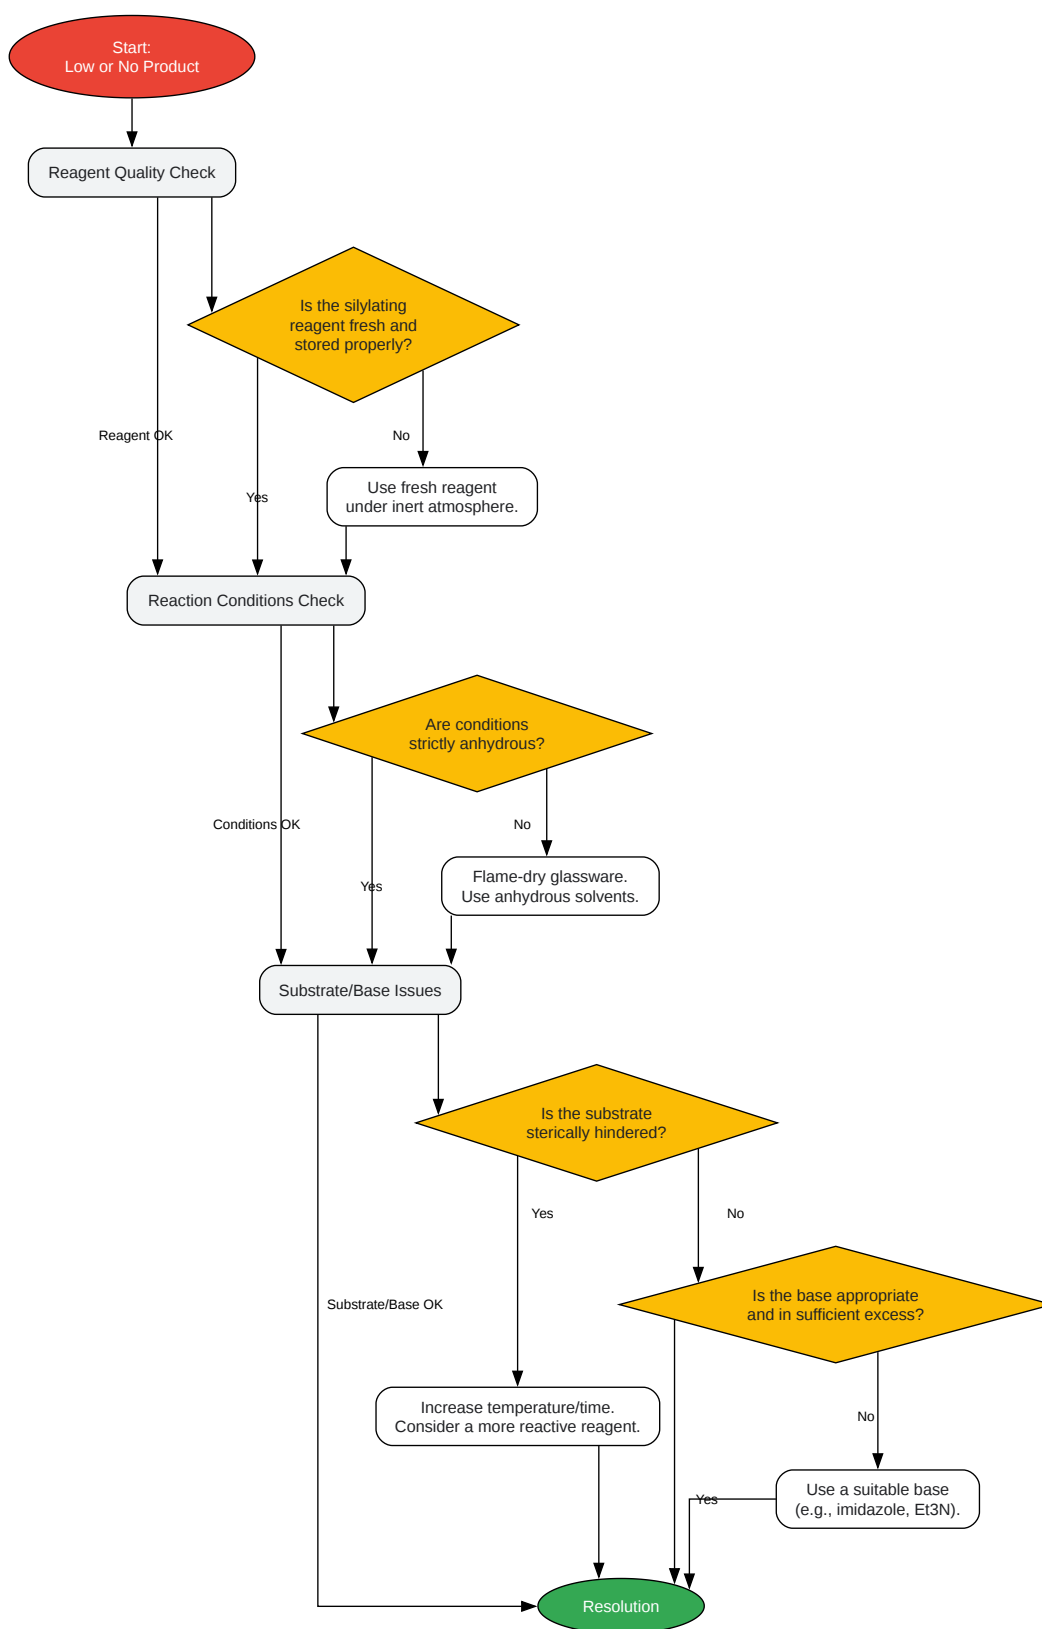 Start:
Low or No Product
Reagent Quality Check
Is the silylating
reagent fresh and
stored properly?
Reagent OK
No
Yes
Use fresh reagent
under inert atmosphere.
Reaction Conditions Check
Are conditions
strictly anhydrous?
Conditions OK
No
Yes
Flame-dry glassware.
Use anhydrous solvents.
Substrate/Base Issues
Is the substrate
sterically hindered?
Yes
No
Substrate/Base OK
Is the base appropriate
and in sufficient excess?
Increase temperature/time.
Consider a more reactive reagent.
No
Yes
Use a suitable base
(e.g., imidazole, Et3N).
Resolution